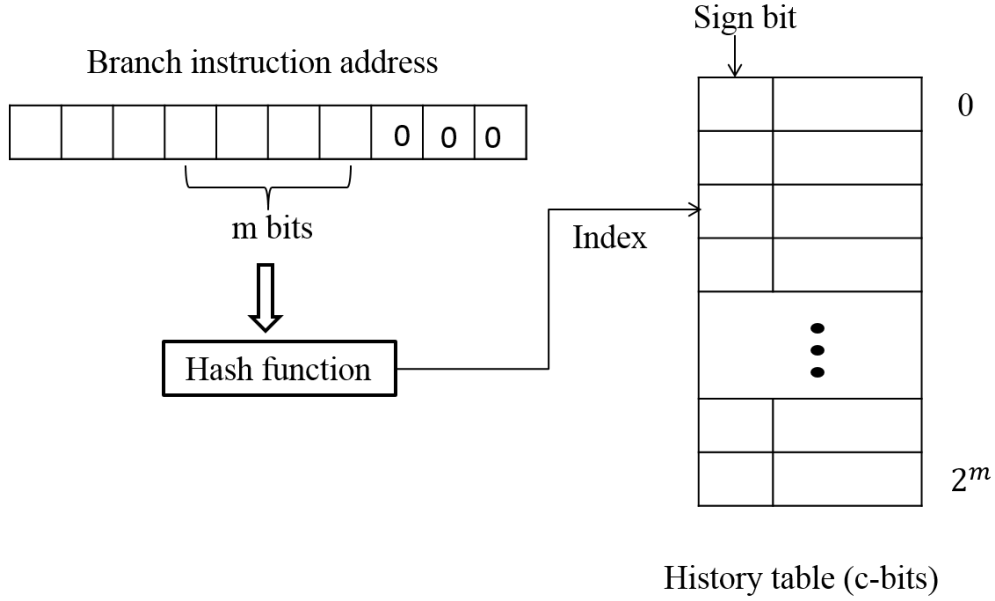 Sign bit
Branch instruction address
0
0 0 0
m bits
Index
Hash function
2^m
History table (c-bits)